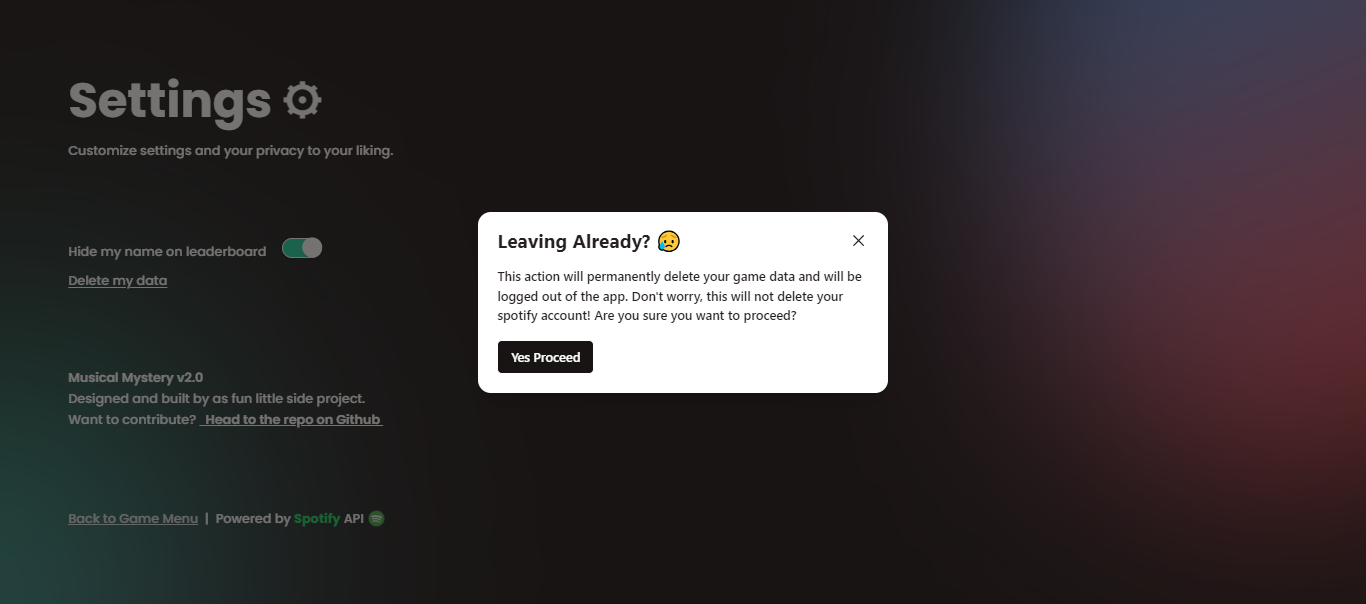 Settings
Customize settings and your privacy to your liking.
Hide my name on leaderboard
Delete my data
Leaving Already? 😥
This action will permanently delete your game data and will be
logged out of the app. Don't worry, this will not delete your
spotify account! Are you sure you want to proceed?
Yes Proceed
Musical Mystery v2.0
Designed and built by as fun little side project.
Want to contribute? Head to the repo on Github
Back to Game Menu | Powered by Spotify API